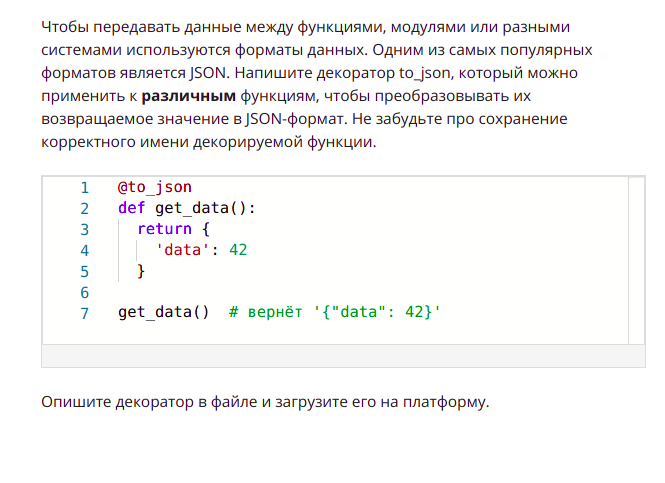 Чтобы передавать данные между функциями, модулями или разными
системами используются форматы данных. Одним из самых популярных
форматов является JSON. Напишите декоратор to_json, который можно
применить к различным функциям, чтобы преобразовывать их
возвращаемое значение в JSON-формат. Не забудьте про сохранение
корректного имени декорируемой функции.
1 @to_json
2 def get_data():
3 return {
4 'data': 42
5 }
6
7 get_data() # вернёт '{"data": 42}'
Опишите декоратор в файле и загрузите его на платформу.